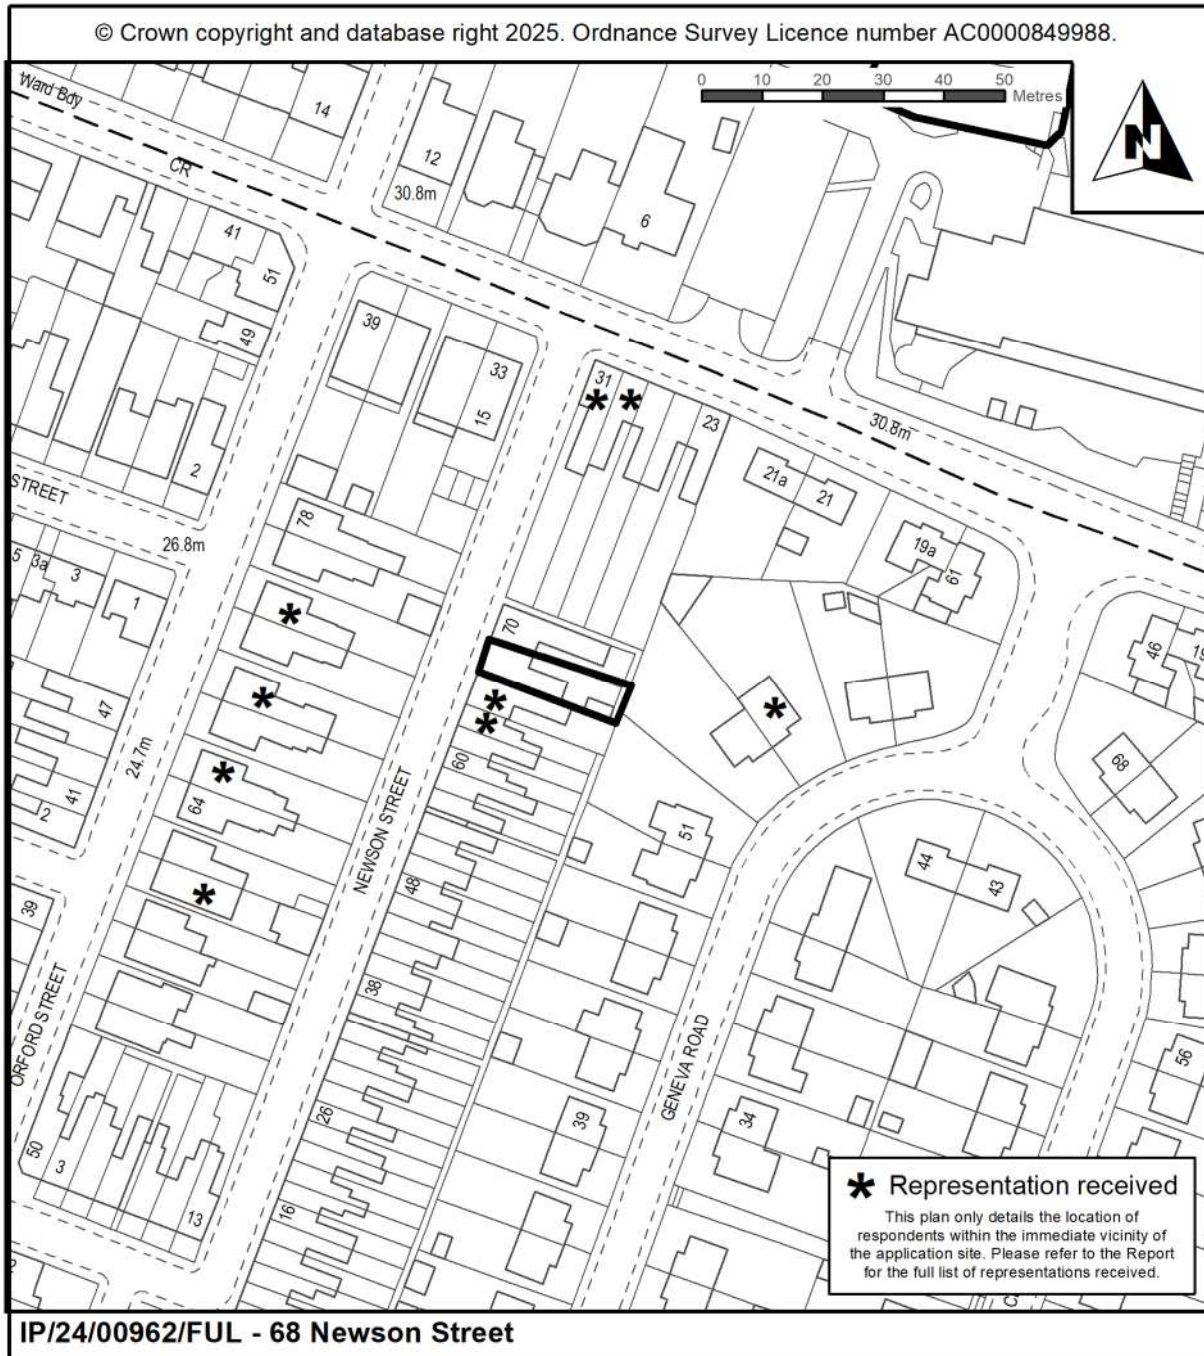 © Crown copyright and database right 2025. Ordnance Survey Licence number AC0000849988.
0 10 20 30 40 50
Metres
N
Ward Bdy
14
CR
12
30.8m
6
41
51
49
39
33
15
31
23
30.8m
2
21a
21
19a
61
STREET
26.8m
78
5
3a
3
1
70
46
19
47
24.7m
41
2
64
60
68
NEWSON STREET
51
44
43
48
39
38
ORFORD STREET
GENEVA ROAD
56
26
39
34
50
3
13
16
* Representation received
This plan only details the location of
respondents within the immediate vicinity of
the application site. Please refer to the Report
for the full list of representations received.
IP/24/00962/FUL - 68 Newson Street